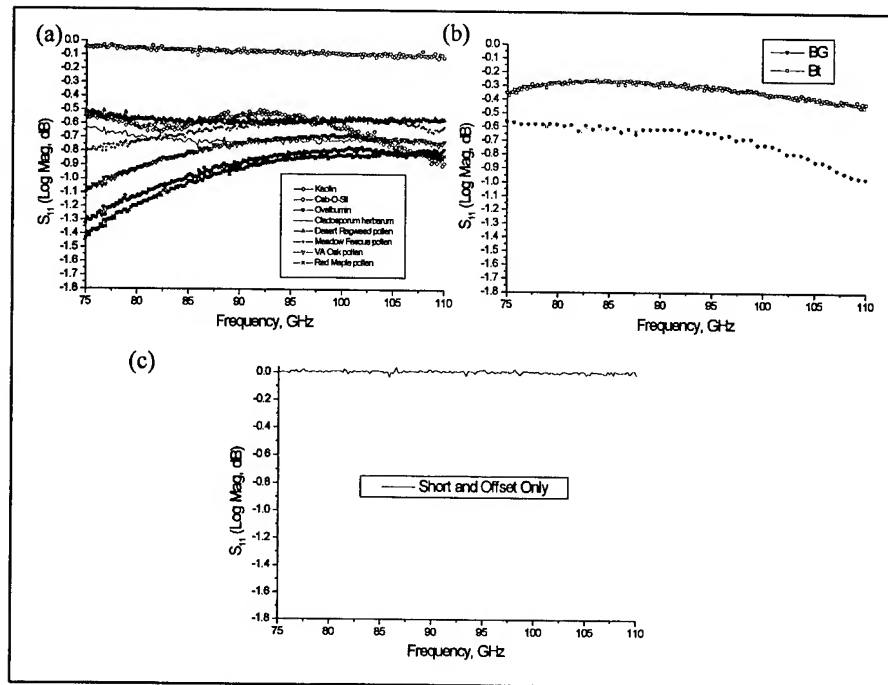 (a)
0.0
-0.1
-0.2
-0.3
-0.4
-0.5
-0.6
-0.7
-0.8
-0.9
-1.0
-1.1
-1.2
-1.3
-1.4
-1.5
-1.6
-1.7
-1.8
S11 (Log Mag, dB)
Kaolin
Cab-O-Sil
Ovalbumin
Cladosporum herbarum
Desert Ragweed pollen
Meadow Fescue pollen
VA Oak pollen
Red Maple pollen
75 80 85 90 95 100 105 110
Frequency, GHz
(b)
0.0
-0.1
-0.2
-0.3
-0.4
-0.5
-0.6
-0.7
-0.8
-0.9
-1.0
-1.1
-1.2
-1.3
-1.4
-1.5
-1.6
-1.7
-1.8
S11 (Log Mag, dB)
BG
Bt
75 80 85 90 95 100 105 110
Frequency, GHz
(c)
0.0
-0.2
-0.4
-0.6
-0.8
-1.0
-1.2
-1.4
-1.6
-1.8
S11 (Log Mag, dB)
Short and Offset Only
75 80 85 90 95 100 105 110
Frequency, GHz